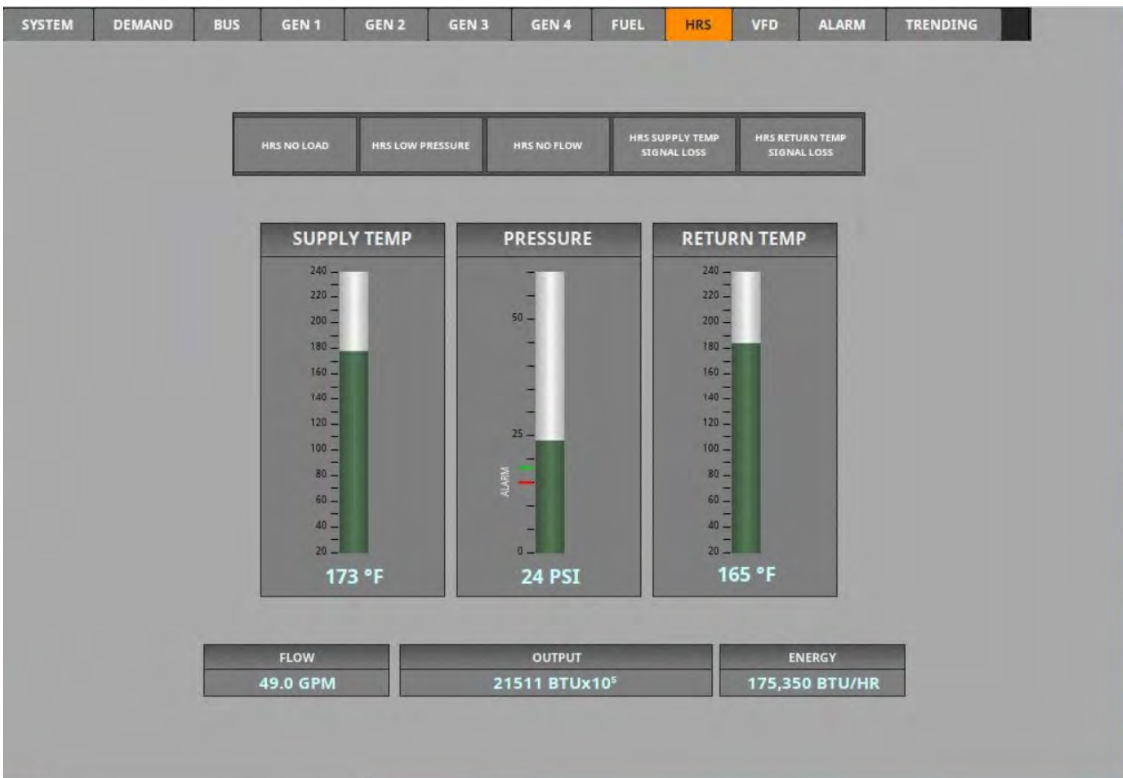 SYSTEM DEMAND BUS GEN 1 GEN 2 GEN 3 GEN 4 FUEL HRS VFD ALARM TRENDING
HRS NO LOAD
HRS LOW PRESSURE
HRS NO FLOW
HRS SUPPLY TEMP
SIGNAL LOSS
HRS RETURN TEMP
SIGNAL LOSS
SUPPLY TEMP
240
220
200
180
160
140
120
100
80
60
40
20
173 °F
PRESSURE
50
25
ALARM
0
24 PSI
RETURN TEMP
240
220
200
180
160
140
120
100
80
60
40
20
165 °F
FLOW
49.0 GPM
OUTPUT
21511 BTUx10⁵
ENERGY
175,350 BTU/HR